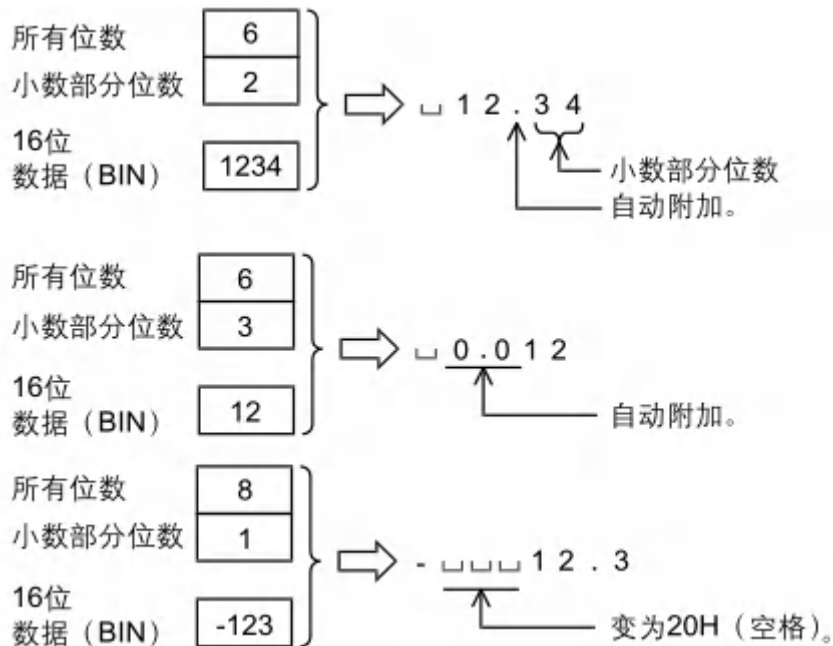 所有位数 6
小数部分位数 2
16位
数据（BIN） 1234
␣ 1 2 . 3 4
小数部分位数
自动附加。
所有位数 6
小数部分位数 3
16位
数据（BIN） 12
␣ 0 . 0 1 2
自动附加。
所有位数 8
小数部分位数 1
16位
数据（BIN） -123
- ␣␣␣ 1 2 . 3
变为20H（空格）。